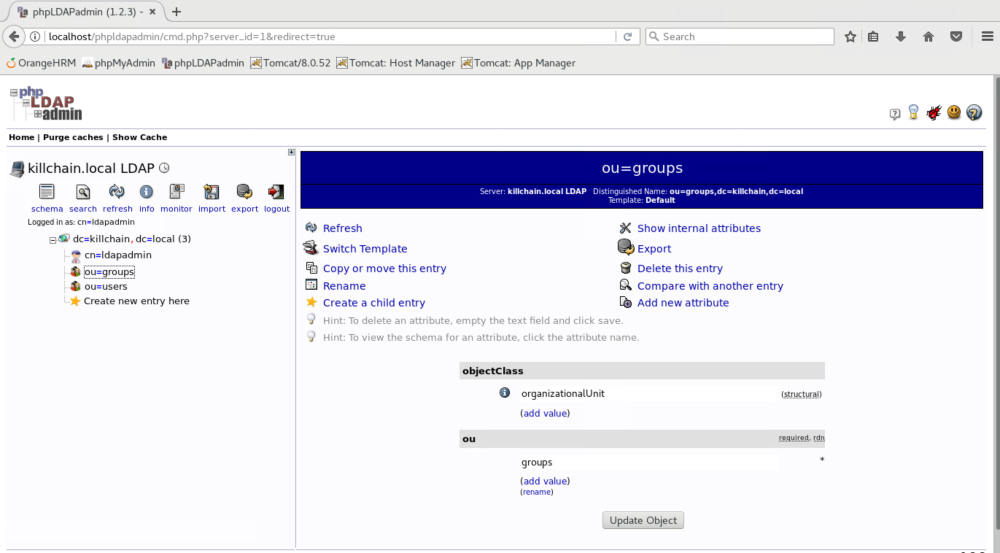 phpLDAPadmin (1.2.3) -
localhost/phpldapadmin/cmd.php?server_id=1&redirect=true
Search
OrangeHRM phpMyAdmin phpLDAPadmin Tomcat/8.0.52 Tomcat: Host Manager Tomcat: App Manager
php
LDAP
admin
Home | Purge caches | Show Cache
killchain.local LDAP
schema search refresh info monitor import export logout
Logged in as: cn=ldapadmin
dc=killchain, dc=local (3)
cn=ldapadmin
ou=groups
ou=users
Create new entry here
ou=groups
Server: killchain.local LDAP Distinguished Name: ou=groups,dc=killchain,dc=local
Template: Default
Refresh
Show internal attributes
Switch Template
Export
Copy or move this entry
Delete this entry
Rename
Compare with another entry
Create a child entry
Add new attribute
Hint: To delete an attribute, empty the text field and click save.
Hint: To view the schema for an attribute, click the attribute name.
objectClass
organizationalUnit (structural)
(add value)
ou required, rdn
groups *
(add value)
(rename)
Update Object